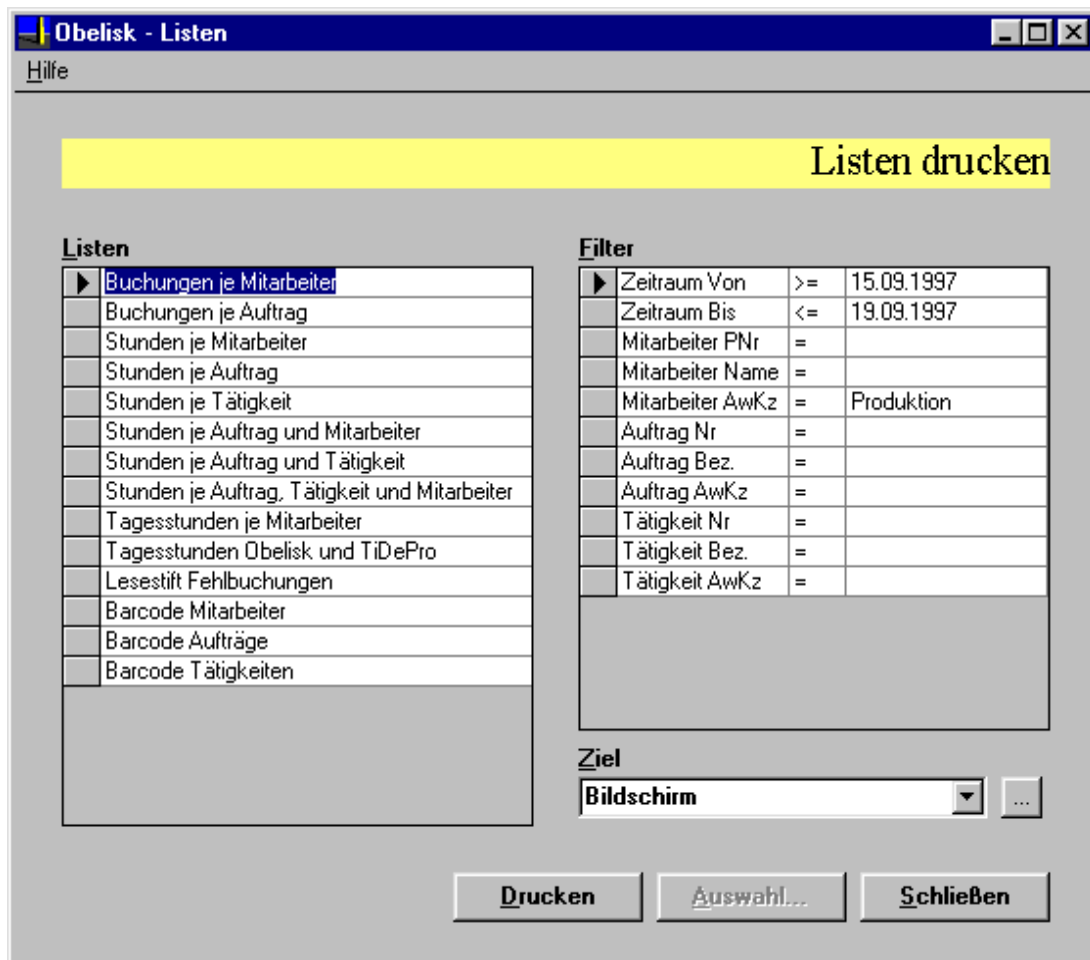 Obelisk - Listen
Hilfe
Listen drucken
Listen
Buchungen je Mitarbeiter
Buchungen je Auftrag
Stunden je Mitarbeiter
Stunden je Auftrag
Stunden je Tätigkeit
Stunden je Auftrag und Mitarbeiter
Stunden je Auftrag und Tätigkeit
Stunden je Auftrag, Tätigkeit und Mitarbeiter
Tagesstunden je Mitarbeiter
Tagesstunden Obelisk und TiDePro
Lesestift Fehlbuchungen
Barcode Mitarbeiter
Barcode Aufträge
Barcode Tätigkeiten
Filter
Zeitraum Von >= 15.09.1997
Zeitraum Bis <= 19.09.1997
Mitarbeiter PNr =
Mitarbeiter Name =
Mitarbeiter AwKz = Produktion
Auftrag Nr =
Auftrag Bez. =
Auftrag AwKz =
Tätigkeit Nr =
Tätigkeit Bez. =
Tätigkeit AwKz =
Ziel
Bildschirm ...
Drucken Auswahl... Schließen